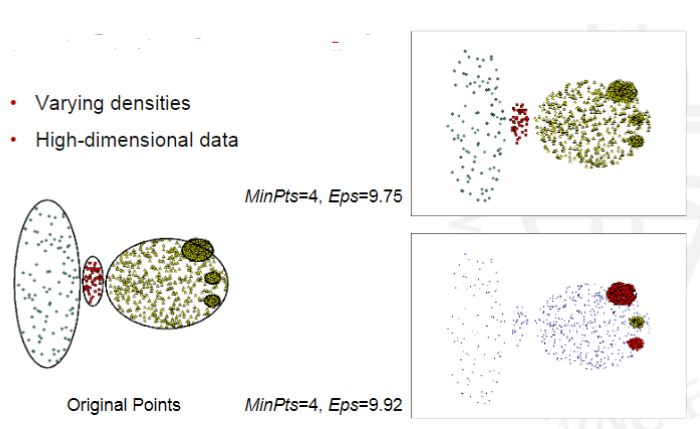 • Varying densities
• High-dimensional data
MinPts=4, Eps=9.75
Original Points
MinPts=4, Eps=9.92